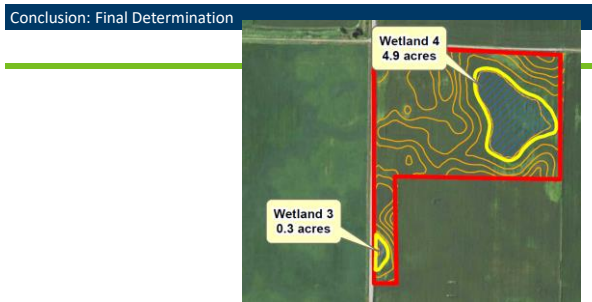 Conclusion: Final Determination
Wetland 4
4.9 acres
Wetland 3
0.3 acres